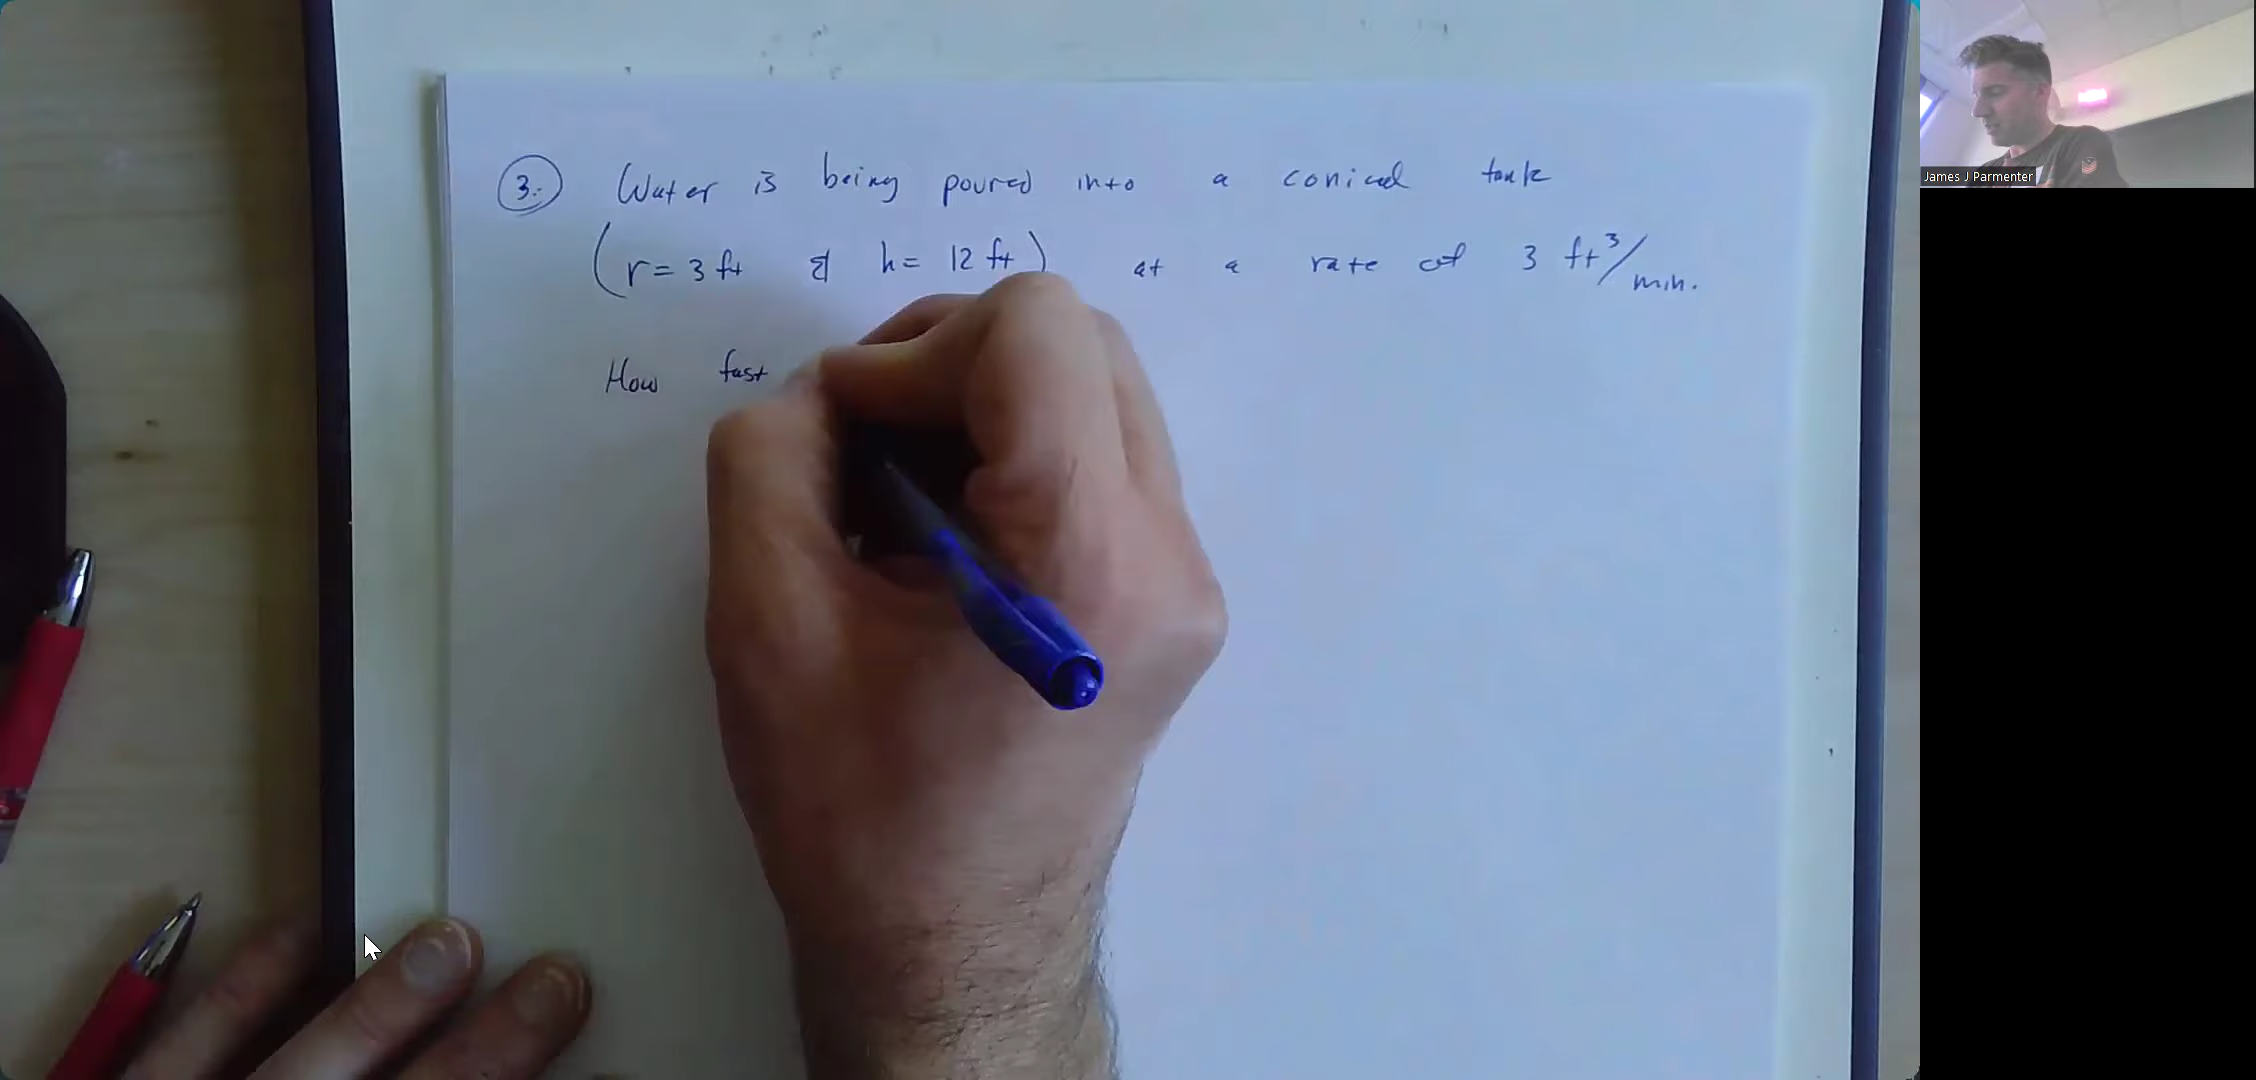 3. Water is being poured into a conical tank
(r = 3 ft & h = 12 ft) at a rate of 3 ft³/min.
How fast
James J Parmenter